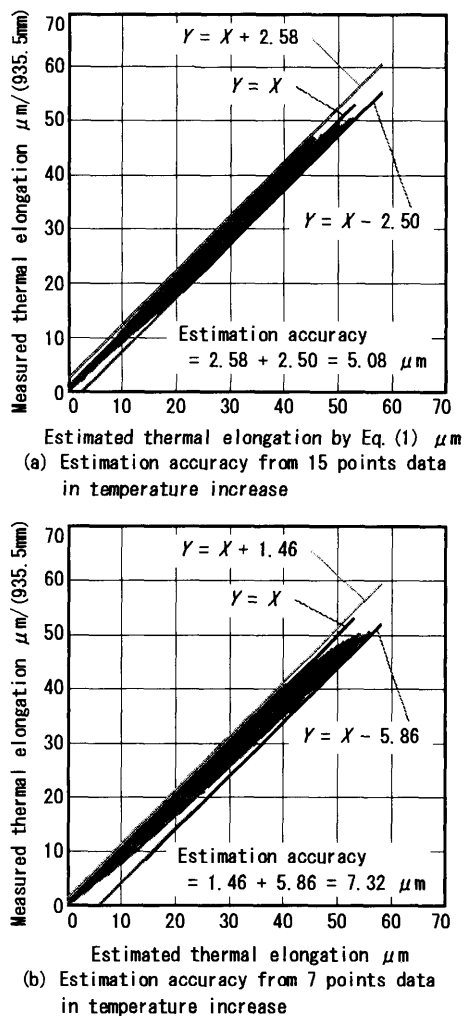 Measured thermal elongation μm/(935.5mm)
70
60
50
40
30
20
10
0
Y = X + 2.58
Y = X
Y = X − 2.50
Estimation accuracy
= 2.58 + 2.50 = 5.08 μm
0 10 20 30 40 50 60 70
Estimated thermal elongation by Eq. (1) μm
(a) Estimation accuracy from 15 points data
in temperature increase
Measured thermal elongation μm/(935.5mm)
70
60
50
40
30
20
10
0
Y = X + 1.46
Y = X
Y = X − 5.86
Estimation accuracy
= 1.46 + 5.86 = 7.32 μm
0 10 20 30 40 50 60 70
Estimated thermal elongation μm
(b) Estimation accuracy from 7 points data
in temperature increase